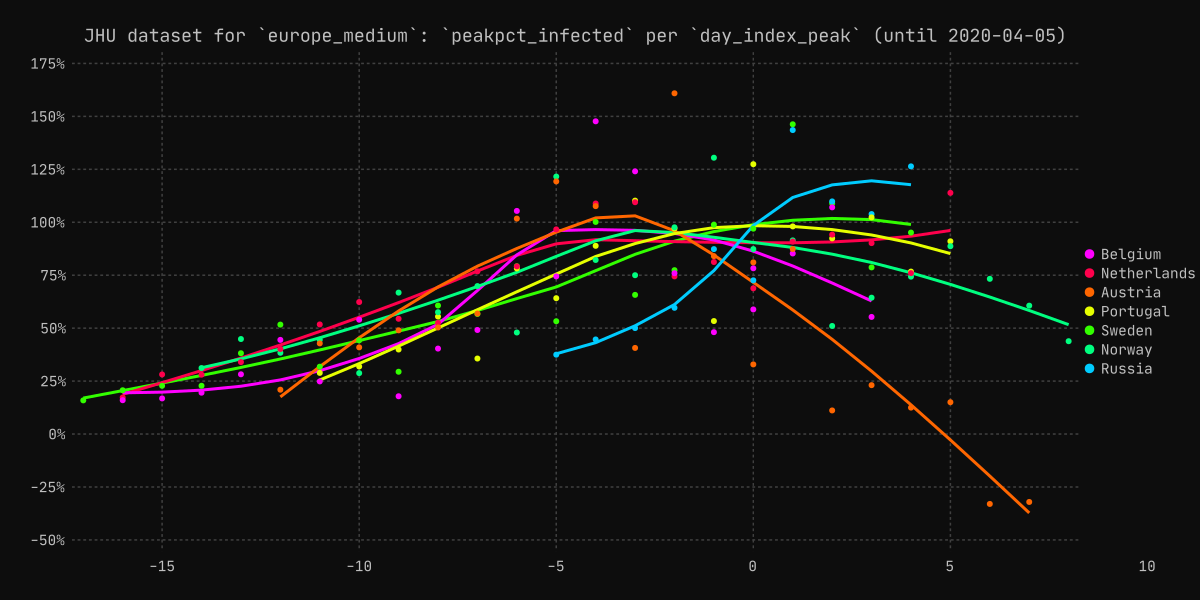 JHU dataset for `europe_medium`: `peakpct_infected` per `day_index_peak` (until 2020-04-05)
175%
150%
125%
100%
75%
50%
25%
0%
-25%
-50%
-15
-10
-5
0
5
10
Belgium
Netherlands
Austria
Portugal
Sweden
Norway
Russia